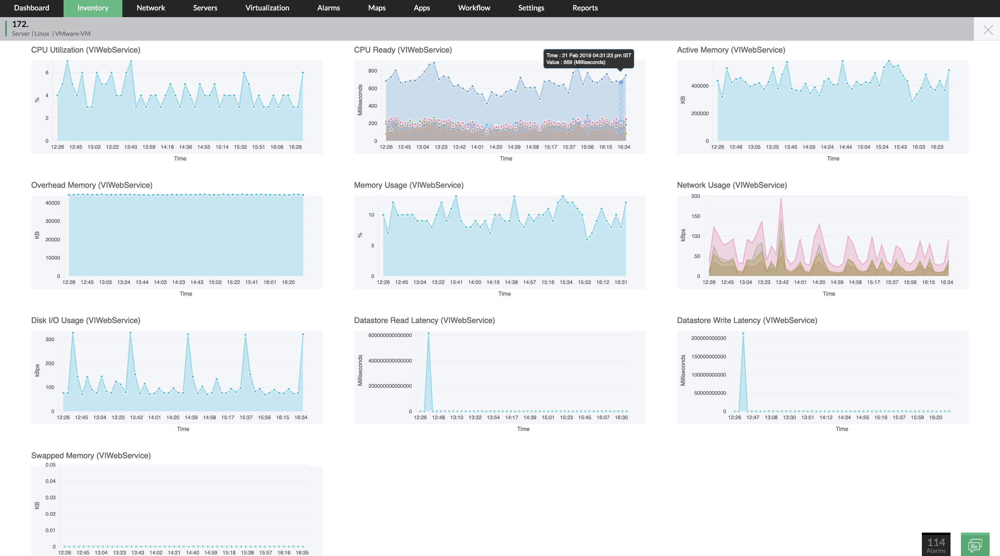 Dashboard Inventory Network Servers Virtualization Alarms Maps Apps Workflow Settings Reports
172.
Server | Linux | VMware-VM
CPU Utilization (VIWebService)
6
4
2
0
%
12:26 12:45 13:03 13:22 13:40 13:59 14:18 14:36 14:55 15:14 15:32 15:51 16:09 16:28
Time
CPU Ready (VIWebService)
Time : 21 Feb 2019 04:31:23 pm IST
Value : 669 (Milliseconds)
800
600
400
200
0
Milliseconds
12:26 12:45 13:04 13:23 13:42 14:01 14:20 14:39 14:58 15:17 15:37 15:56 16:15 16:34
Time
Active Memory (VIWebService)
400000
200000
0
KB
12:26 12:46 13:05 13:25 13:45 14:05 14:24 14:44 15:04 15:24 15:43 16:03 16:23
Time
Overhead Memory (VIWebService)
40000
30000
20000
10000
0
KB
12:26 12:45 13:05 13:24 13:44 14:03 14:23 14:43 15:02 15:22 15:41 16:01 16:20
Time
Memory Usage (VIWebService)
10
5
0
%
12:26 12:45 13:04 13:22 13:41 14:00 14:19 14:38 14:57 15:16 15:34 15:53 16:12 16:31
Time
Network Usage (VIWebService)
200
150
100
50
0
kBps
12:26 12:45 13:04 13:23 13:42 14:01 14:20 14:39 14:58 15:17 15:37 15:56 16:15 16:34
Time
Disk I/O Usage (VIWebService)
300
200
100
0
kBps
12:26 12:45 13:04 13:23 13:42 14:01 14:20 14:39 14:58 15:17 15:37 15:56 16:15 16:34
Time
Datastore Read Latency (VIWebService)
600000000000000
400000000000000
200000000000000
0
Milliseconds
12:26 12:48 13:10 13:32 13:54 14:17 14:39 15:01 15:23 15:45 16:07 16:30
Time
Datastore Write Latency (VIWebService)
200000000000
150000000000
100000000000
50000000000
0
Milliseconds
12:26 12:47 13:08 13:30 13:51 14:12 14:34 14:55 15:16 15:37 15:59 16:20
Time
Swapped Memory (VIWebService)
0.05
0.04
0.03
0.02
0.01
0
KB
12:26 12:45 13:04 13:23 13:43 14:02 14:21 14:40 14:59 15:18 15:38 15:57 16:16 16:35
114
Alarms